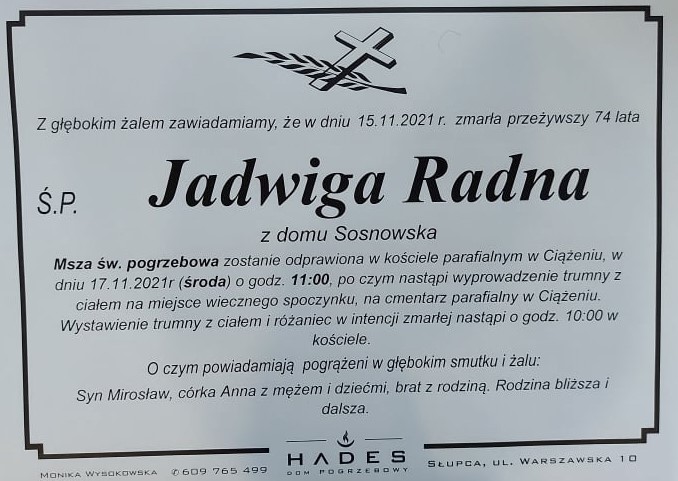 Z głębokim żalem zawiadamiamy, że w dniu 15.11.2021 r. zmarła przeżywszy 74 lata
Ś.P. Jadwiga Radna
z domu Sosnowska
Msza św. pogrzebowa zostanie odprawiona w kościele parafialnym w Ciążeniu, w
dniu 17.11.2021r (środa) o godz. 11:00, po czym nastąpi wyprowadzenie trumny z
ciałem na miejsce wiecznego spoczynku, na cmentarz parafialny w Ciążeniu.
Wystawienie trumny z ciałem i różaniec w intencji zmarłej nastąpi o godz. 10:00 w
kościele.
O czym powiadamiają pogrążeni w głębokim smutku i żalu:
Syn Mirosław, córka Anna z mężem i dziećmi, brat z rodziną. Rodzina bliższa i
dalsza.
Monika Wysokowska ✆609 765 499
HADES
DOM POGRZEBOWY
Słupca, ul. Warszawska 10